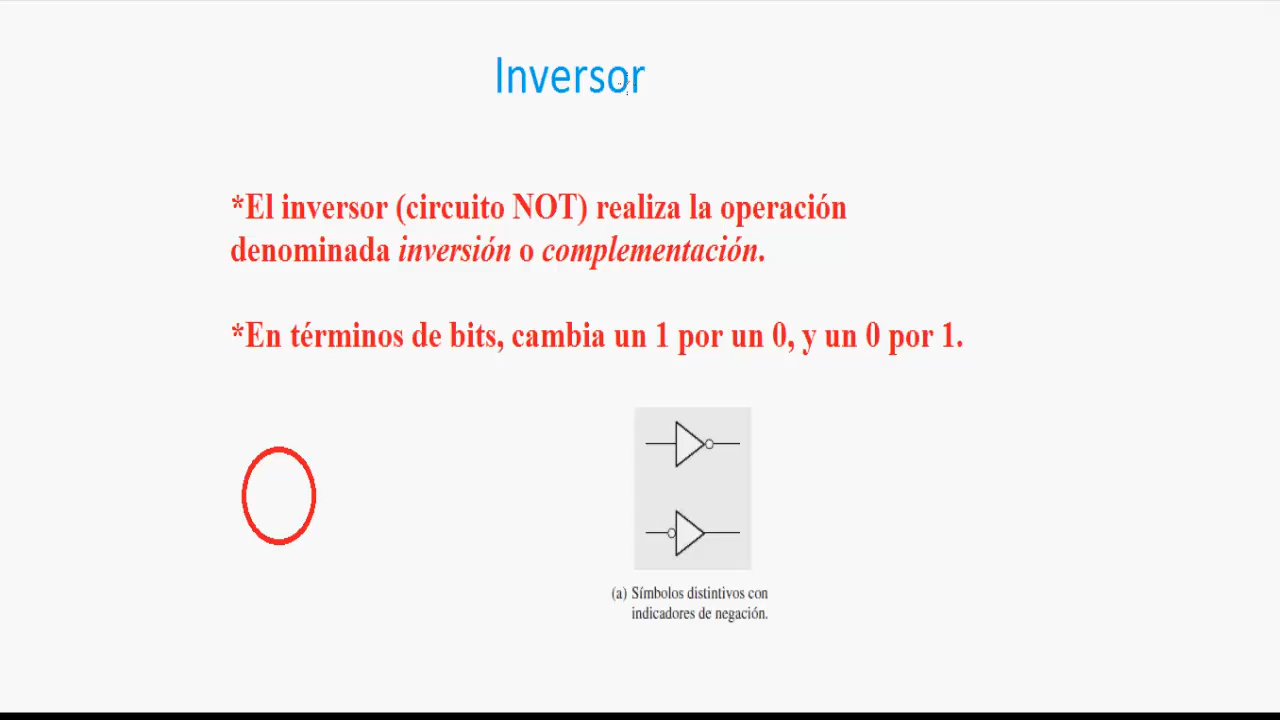 Inversor
*El inversor (circuito NOT) realiza la operación
denominada inversión o complementación.
*En términos de bits, cambia un 1 por un 0, y un 0 por 1.
(a) Símbolos distintivos con
indicadores de negación.